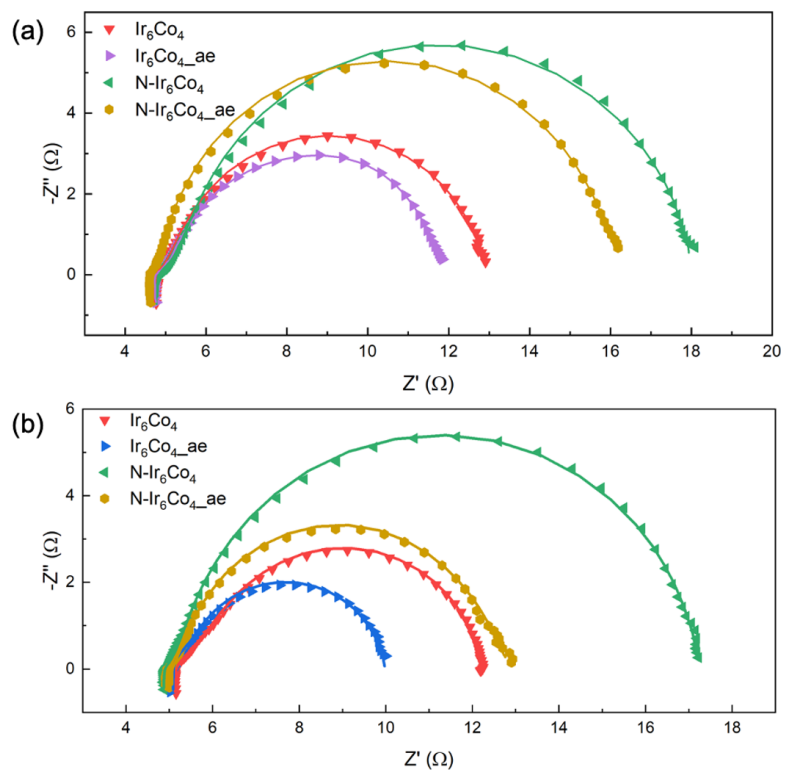 (a)
Ir₆Co₄
Ir₆Co₄_ae
N-Ir₆Co₄
N-Ir₆Co₄_ae
-Z'' (Ω)
6
4
2
0
4 6 8 10 12 14 16 18 20
Z' (Ω)
(b)
Ir₆Co₄
Ir₆Co₄_ae
N-Ir₆Co₄
N-Ir₆Co₄_ae
-Z'' (Ω)
6
4
2
0
4 6 8 10 12 14 16 18
Z' (Ω)